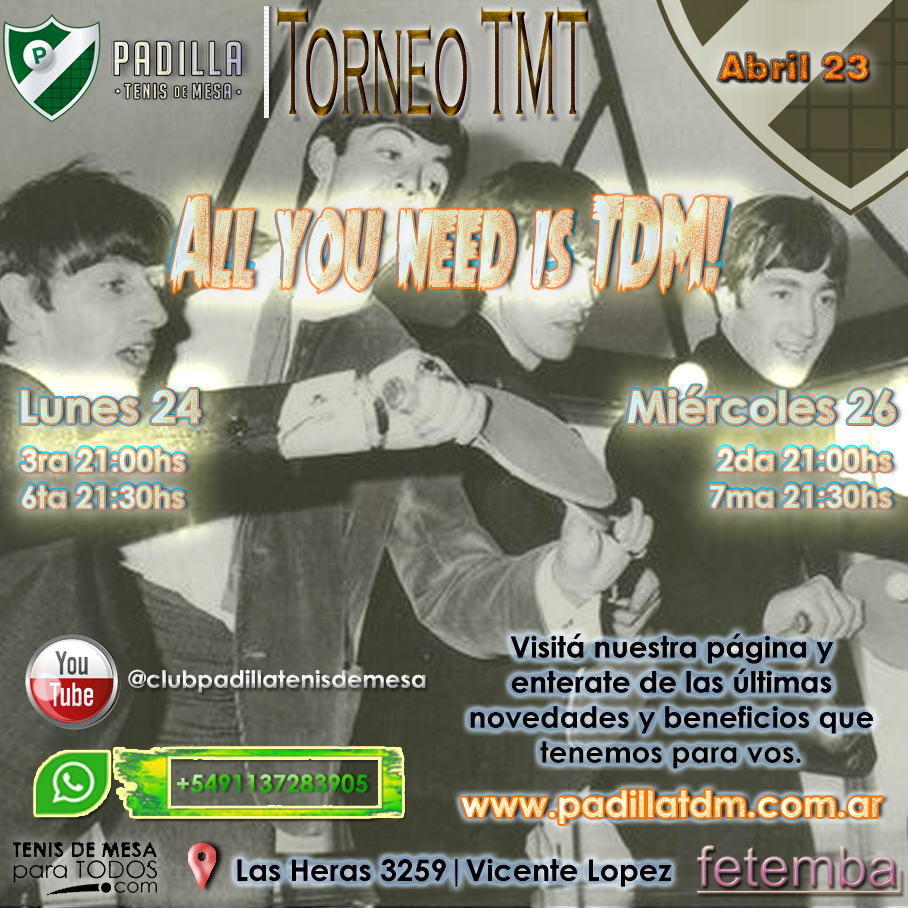 P
PADILLA
• TENIS DE MESA •
TORNEO TMT
Abril 23
ALL YOU NEED IS TDM!
Lunes 24
3ra 21:00hs
6ta 21:30hs
Miércoles 26
2da 21:00hs
7ma 21:30hs
You
Tube
@clubpadillatenisdemesa
+5491137283905
Visitá nuestra página y
enterate de las últimas
novedades y beneficios que
tenemos para vos.
www.padillatdm.com.ar
TENIS DE MESA
para TODOS
.com
Las Heras 3259|Vicente Lopez
fetemba